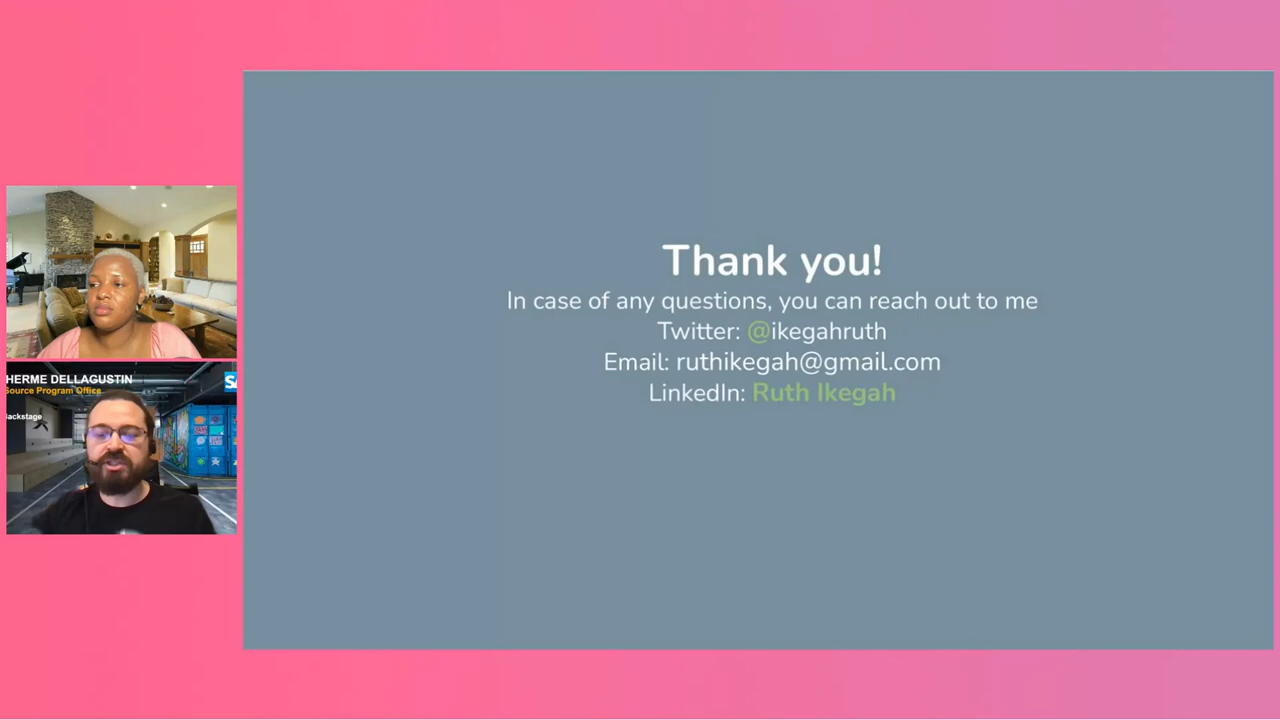 HERME DELLAGUSTIN
Source Program Office
Backstage
SA
Thank you!
In case of any questions, you can reach out to me
Twitter: @ikegahruth
Email: ruthikegah@gmail.com
LinkedIn: Ruth Ikegah